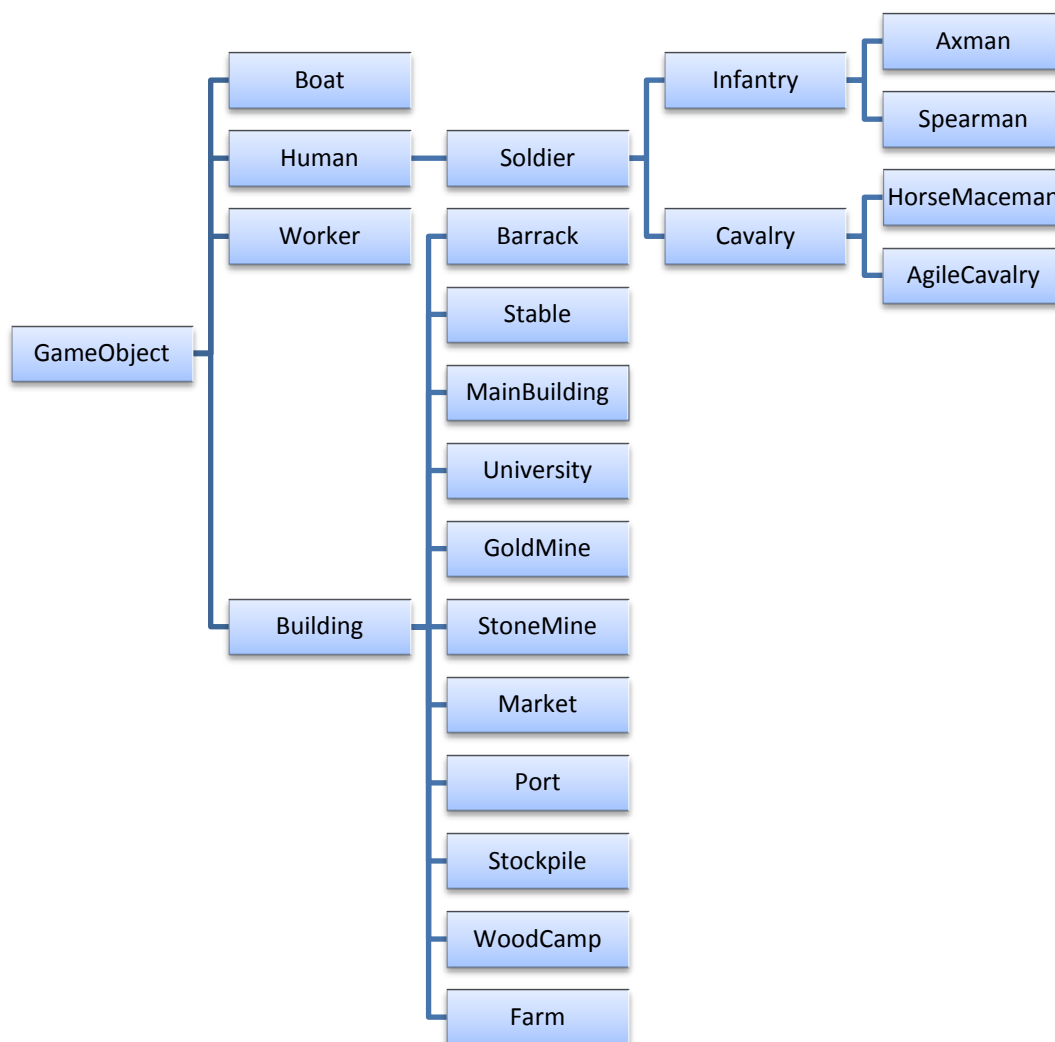 GameObject
Boat
Human
Worker
Building
Soldier
Barrack
Stable
MainBuilding
University
GoldMine
StoneMine
Market
Port
Stockpile
WoodCamp
Farm
Infantry
Cavalry
Axman
Spearman
HorseMaceman
AgileCavalry